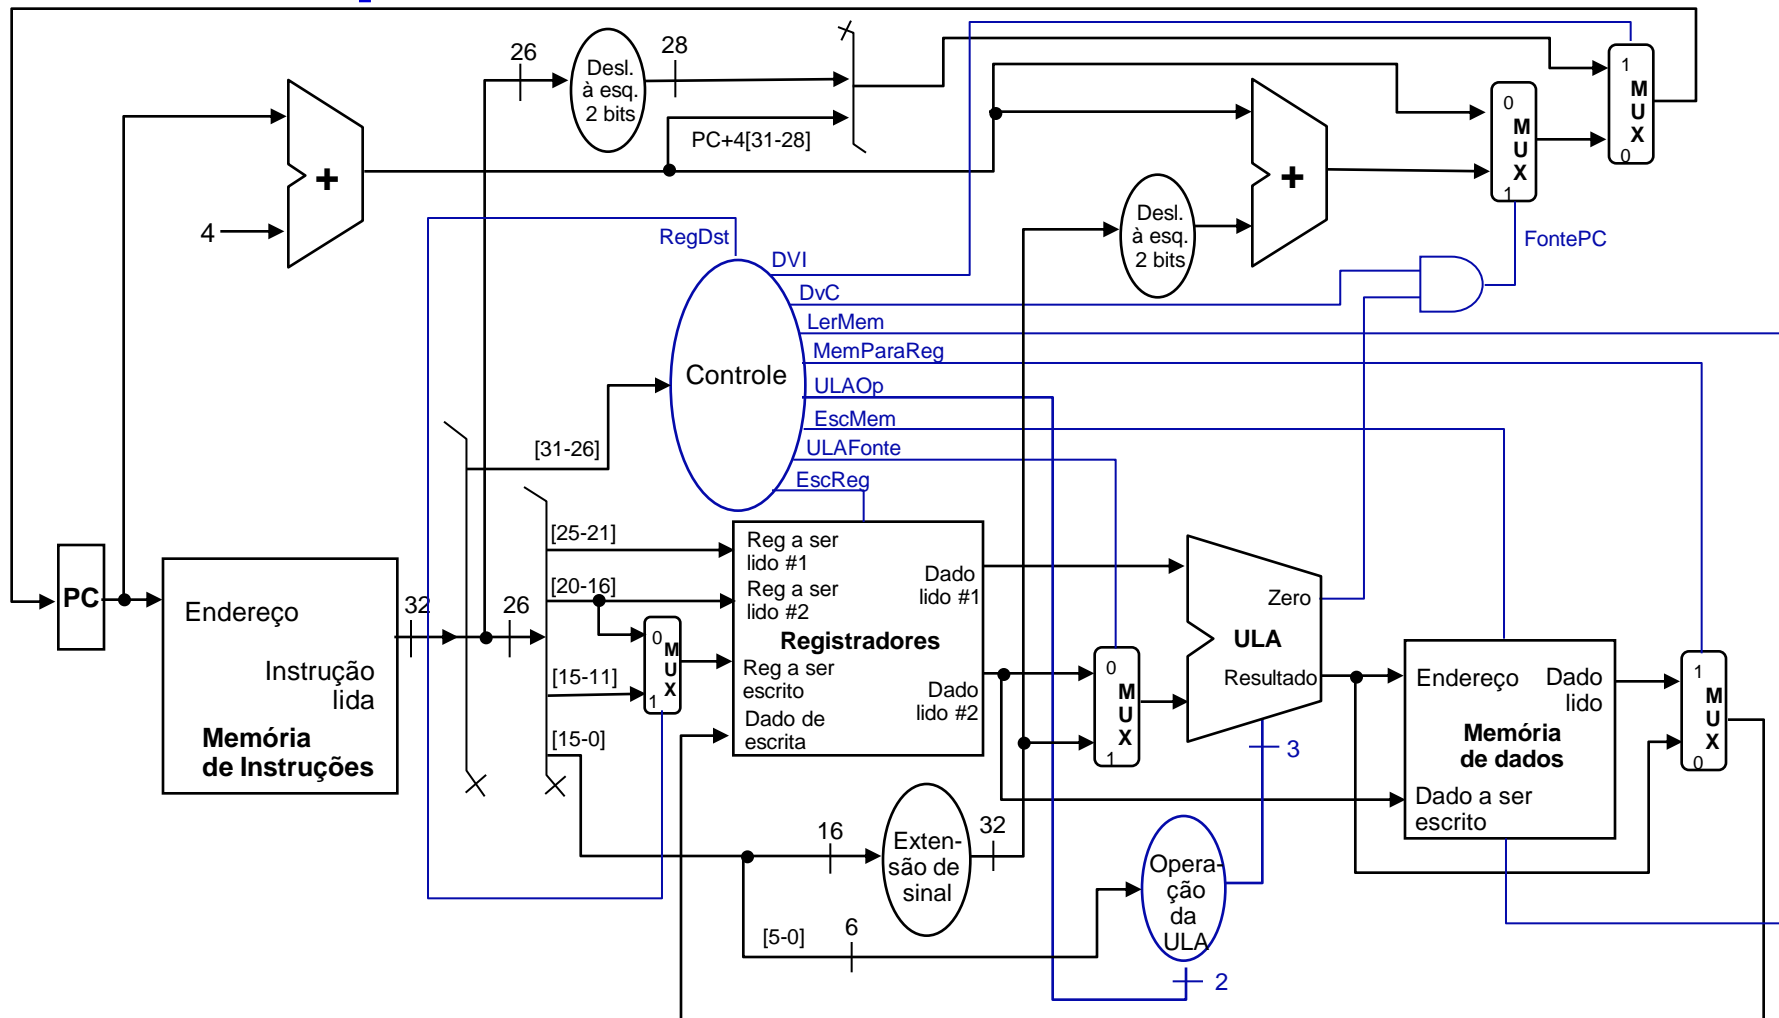 26
28
Desl.
à esq.
2 bits
PC+4[31-28]
+
4
1
M
U
X
0
0
M
U
X
1
+
Desl.
à esq.
2 bits
FontePC
RegDst
DVI
DvC
LerMem
MemParaReg
Controle
ULAOp
EscMem
ULAFonte
EscReg
[31-26]
[25-21]
[20-16]
[15-11]
[15-0]
PC
32
26
Endereço
Instrução
lida
Memória
de Instruções
0
M
U
X
1
Reg a ser
lido #1
Reg a ser
lido #2
Registradores
Reg a ser
escrito
Dado de
escrita
Dado
lido #1
Dado
lido #2
0
M
U
X
1
Zero
ULA
Resultado
3
Endereço
Dado
lido
Memória
de dados
Dado a ser
escrito
1
M
U
X
0
16
Exten-
são de
sinal
32
[5-0]
6
Opera-
ção
da
ULA
2